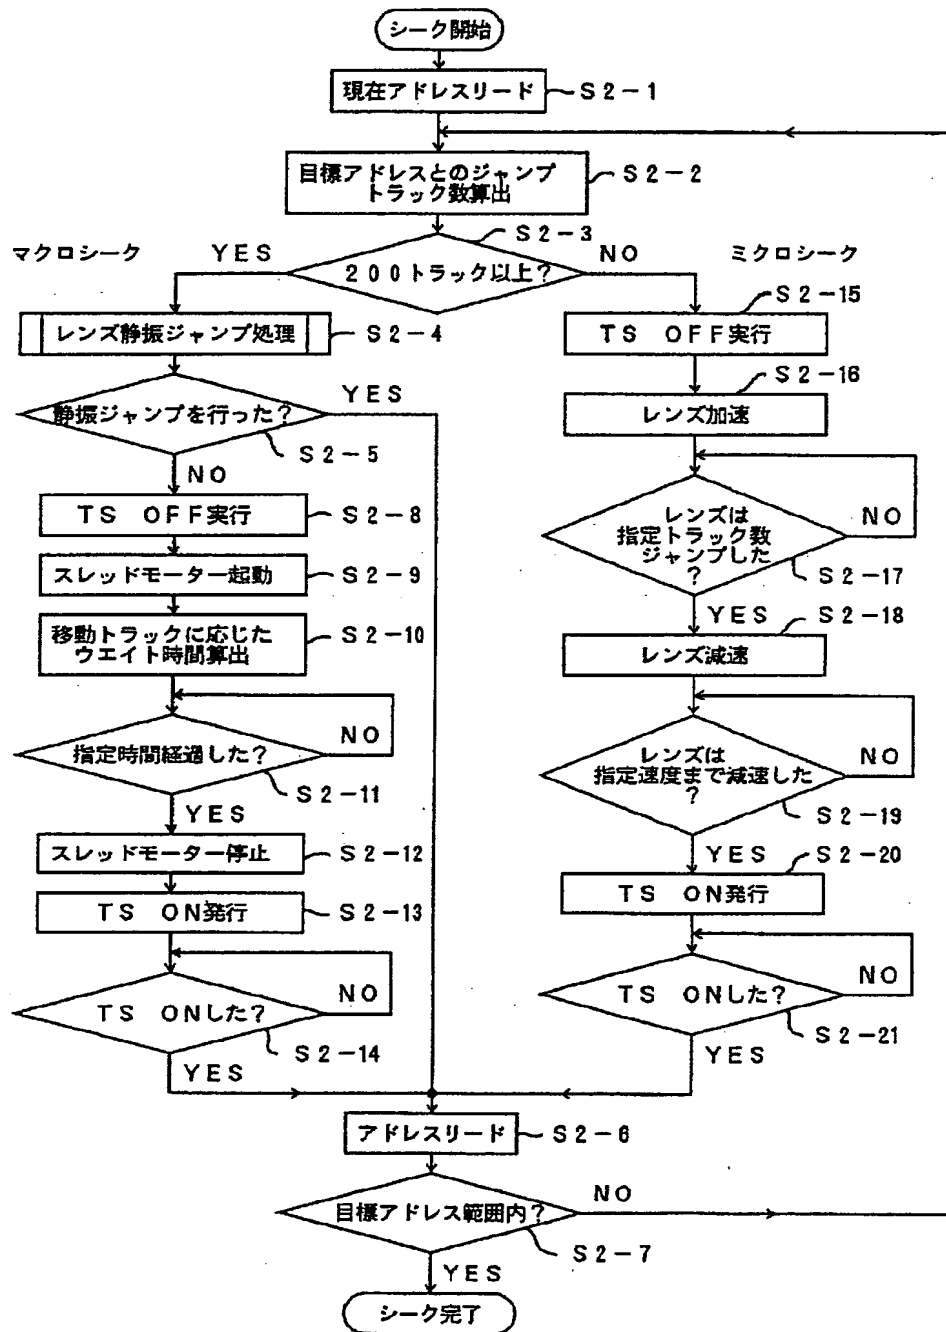 シーク開始
現在アドレスリード
S2-1
目標アドレスとのジャンプ
トラック数算出
S2-2
S2-3
マクロシーク
YES
200トラック以上?
NO
ミクロシーク
レンズ静振ジャンプ処理
S2-4
静振ジャンプを行った?
YES
S2-5
NO
TS OFF実行
S2-8
スレッドモーター起動
S2-9
移動トラックに応じた
ウエイト時間算出
S2-10
指定時間経過した?
NO
S2-11
YES
スレッドモーター停止
S2-12
TS ON発行
S2-13
TS ONした?
NO
S2-14
YES
S2-15
TS OFF実行
S2-16
レンズ加速
レンズは
指定トラック数
ジャンプした
?
NO
S2-17
YES
S2-18
レンズ減速
レンズは
指定速度まで減速した
?
NO
S2-19
YES
S2-20
TS ON発行
TS ONした?
NO
S2-21
YES
アドレスリード
S2-6
目標アドレス範囲内?
NO
S2-7
YES
シーク完了